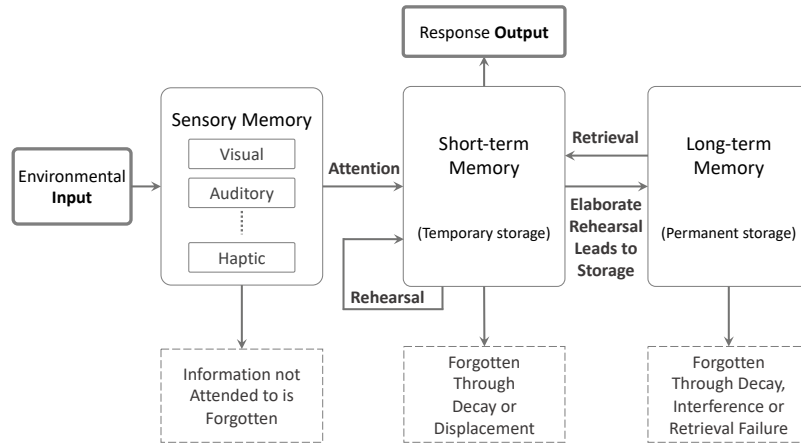 Response Output
Sensory Memory
Visual
Auditory
Haptic
Environmental
Input
Attention
Short-term
Memory
(Temporary storage)
Rehearsal
Retrieval
Elaborate
Rehearsal
Leads to
Storage
Long-term
Memory
(Permanent storage)
Information not
Attended to is
Forgotten
Forgotten
Through
Decay or
Displacement
Forgotten
Through Decay,
Interference or
Retrieval Failure